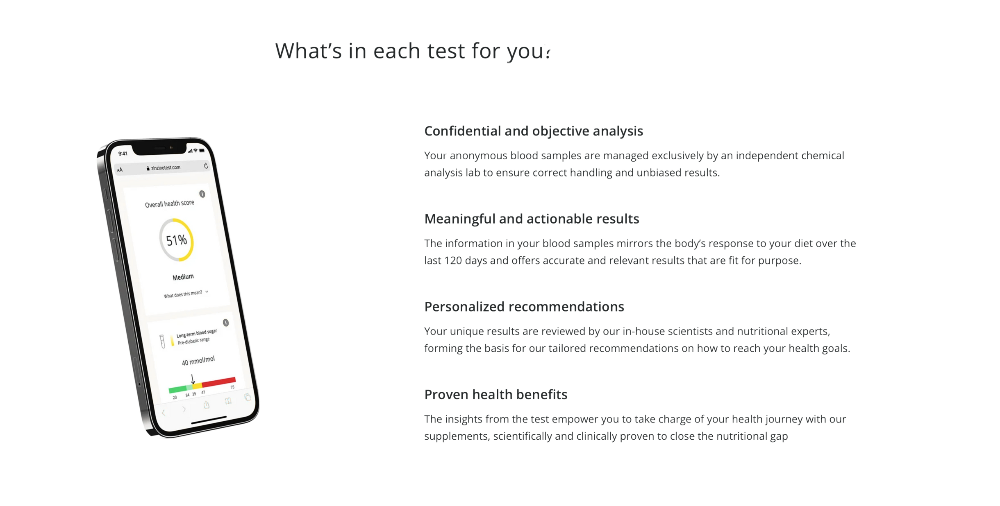 What's in each test for you?
9:41
AA
zinzinotest.com
i
Overall health score
51%
Medium
What does this mean?
i
Long-term blood sugar
Pre-diabetic range
40 mmol/mol
20 34 39 47 75
Confidential and objective analysis
Your anonymous blood samples are managed exclusively by an independent chemical
analysis lab to ensure correct handling and unbiased results.
Meaningful and actionable results
The information in your blood samples mirrors the body's response to your diet over the
last 120 days and offers accurate and relevant results that are fit for purpose.
Personalized recommendations
Your unique results are reviewed by our in-house scientists and nutritional experts,
forming the basis for our tailored recommendations on how to reach your health goals.
Proven health benefits
The insights from the test empower you to take charge of your health journey with our
supplements, scientifically and clinically proven to close the nutritional gap